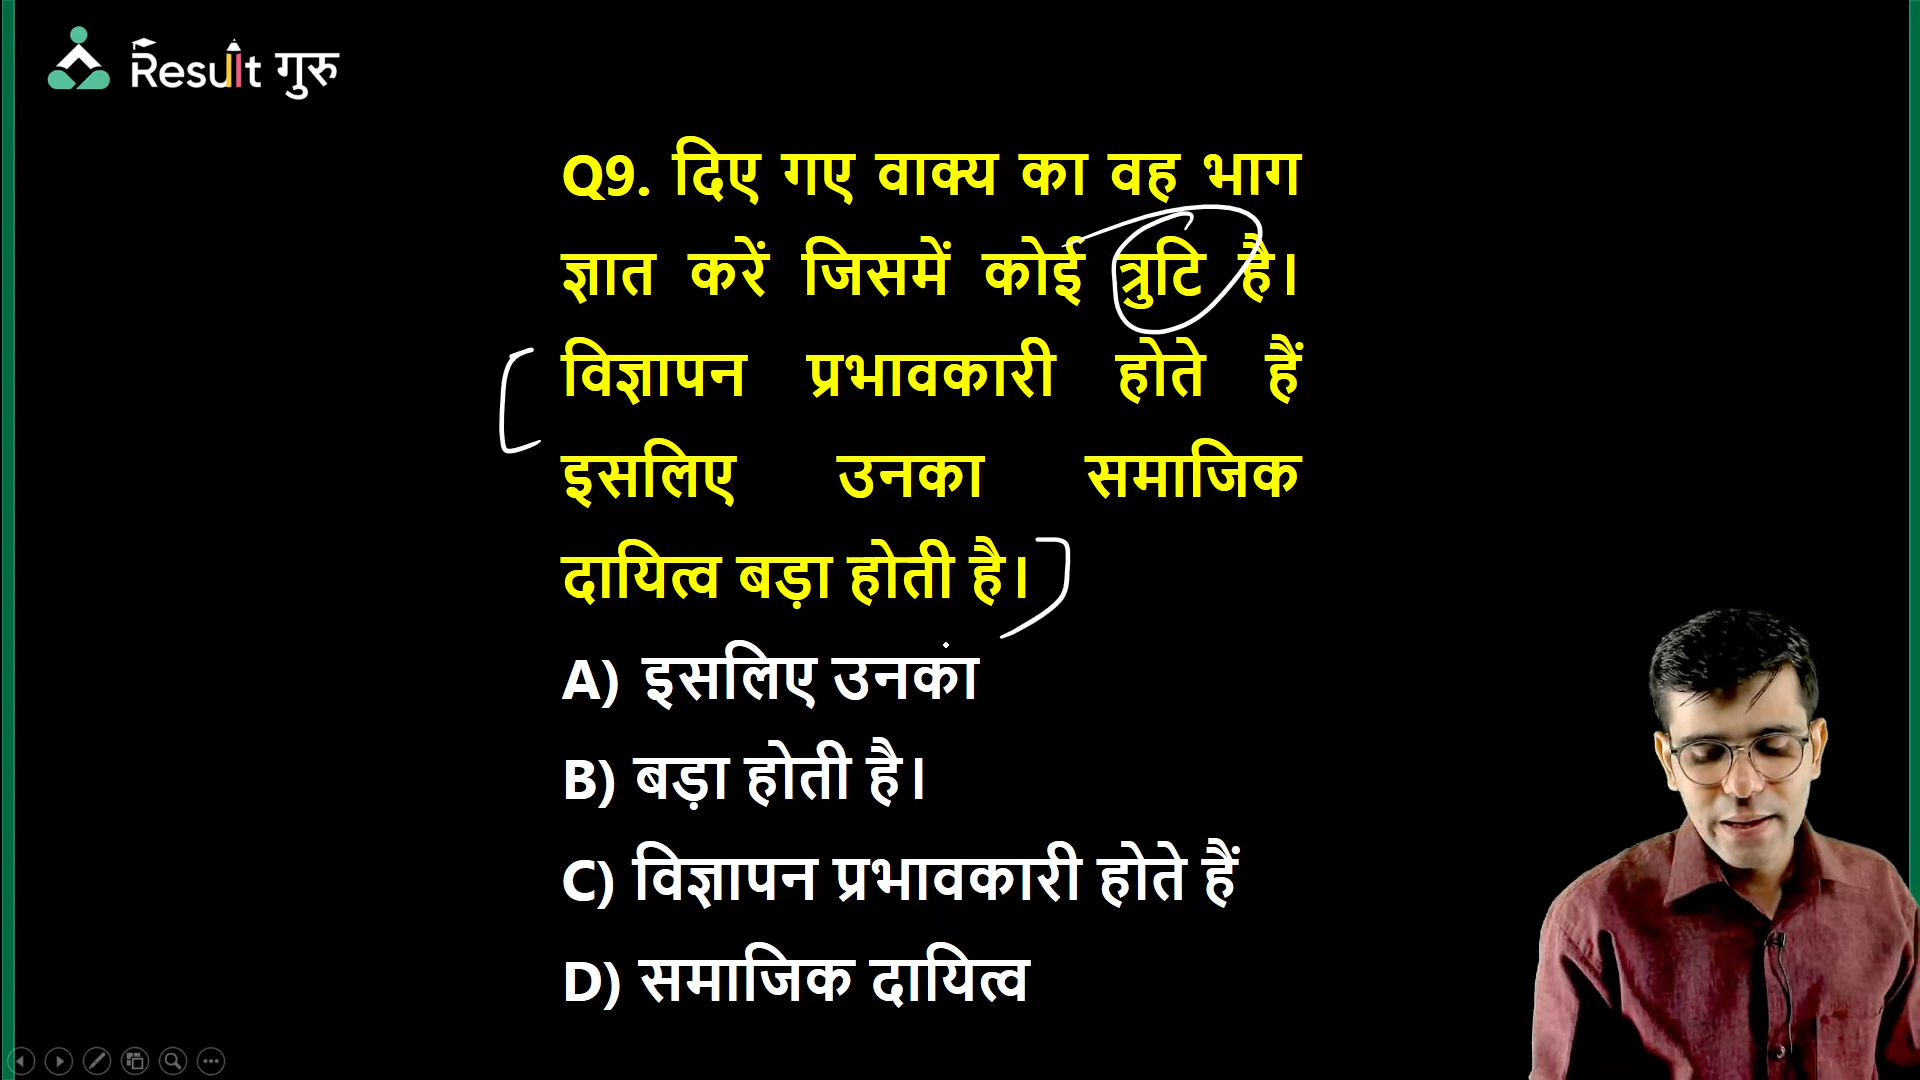 Result गुरु
Q9. दिए गए वाक्य का वह भाग
ज्ञात करें जिसमें कोई त्रुटि है।
विज्ञापन प्रभावकारी होते हैं
इसलिए उनका समाजिक
दायित्व बड़ा होती है।
A) इसलिए उनका
B) बड़ा होती है।
C) विज्ञापन प्रभावकारी होते हैं
D) समाजिक दायित्व